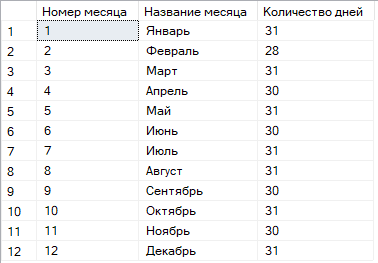 Номер месяца Название месяца Количество дней
1 1 Январь 31
2 2 Февраль 28
3 3 Март 31
4 4 Апрель 30
5 5 Май 31
6 6 Июнь 30
7 7 Июль 31
8 8 Август 31
9 9 Сентябрь 30
10 10 Октябрь 31
11 11 Ноябрь 30
12 12 Декабрь 31